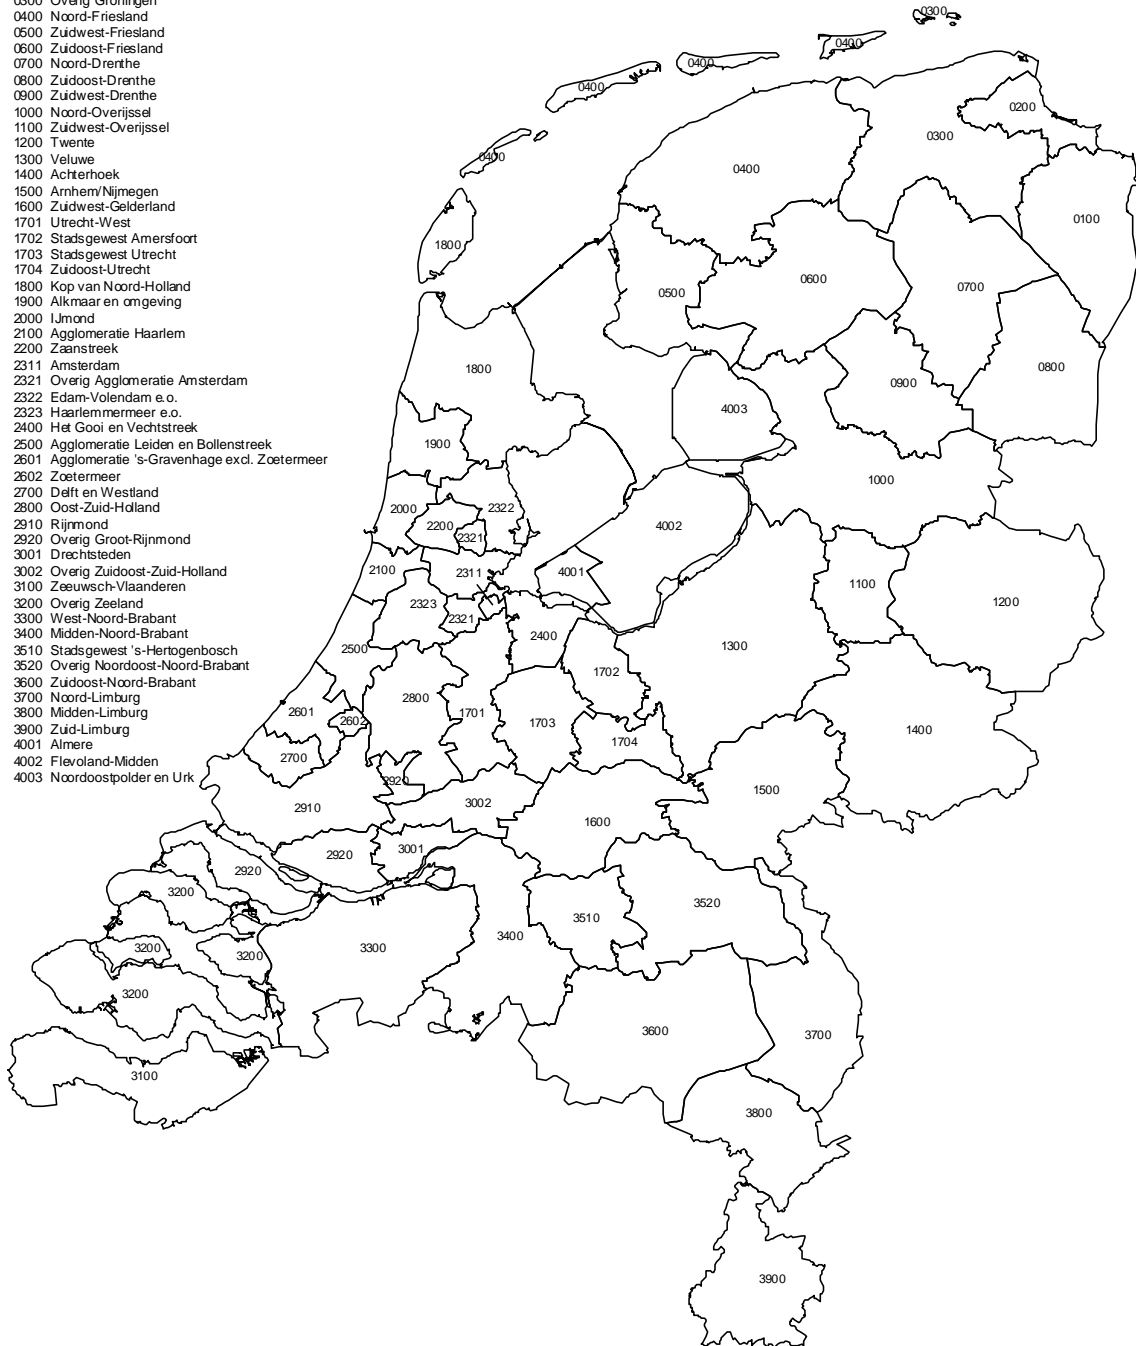 0300 Overig Groningen
0400 Noord-Friesland
0500 Zuidwest-Friesland
0600 Zuidoost-Friesland
0700 Noord-Drenthe
0800 Zuidoost-Drenthe
0900 Zuidwest-Drenthe
1000 Noord-Overijssel
1100 Zuidwest-Overijssel
1200 Twente
1300 Veluwe
1400 Achterhoek
1500 Arnhem/Nijmegen
1600 Zuidwest-Gelderland
1701 Utrecht-West
1702 Stadsgewest Amersfoort
1703 Stadsgewest Utrecht
1704 Zuidoost-Utrecht
1800 Kop van Noord-Holland
1900 Alkmaar en omgeving
2000 IJmond
2100 Agglomeratie Haarlem
2200 Zaanstreek
2311 Amsterdam
2321 Overig Agglomeratie Amsterdam
2322 Edam-Volendam e.o.
2323 Haarlemmermeer e.o.
2400 Het Gooi en Vechtstreek
2500 Agglomeratie Leiden en Bollenstreek
2601 Agglomeratie 's-Gravenhage excl. Zoetermeer
2602 Zoetermeer
2700 Delft en Westland
2800 Oost-Zuid-Holland
2910 Rijnmond
2920 Overig Groot-Rijnmond
3001 Drechtsteden
3002 Overig Zuidoost-Zuid-Holland
3100 Zeeuwsch-Vlaanderen
3200 Overig Zeeland
3300 West-Noord-Brabant
3400 Midden-Noord-Brabant
3510 Stadsgewest 's-Hertogenbosch
3520 Overig Noordoost-Noord-Brabant
3600 Zuidoost-Noord-Brabant
3700 Noord-Limburg
3800 Midden-Limburg
3900 Zuid-Limburg
4001 Almere
4002 Flevoland-Midden
4003 Noordoostpolder en Urk
0300
0400
0400
0400
0400
0200
0300
0400
0100
1800
0500
0600
0700
1800
0800
0900
4003
1900
1000
2000
2322
2200
2321
4002
2100
2311
4001
1100
1200
2323
2321
2400
1300
2500
1702
2800
2601
2602
1701
1703
1704
1400
2700
2920
1500
2910
3002
1600
2920
3001
2920
3200
3520
3510
3400
3200
3200
3300
3200
3600
3700
3100
3800
3900